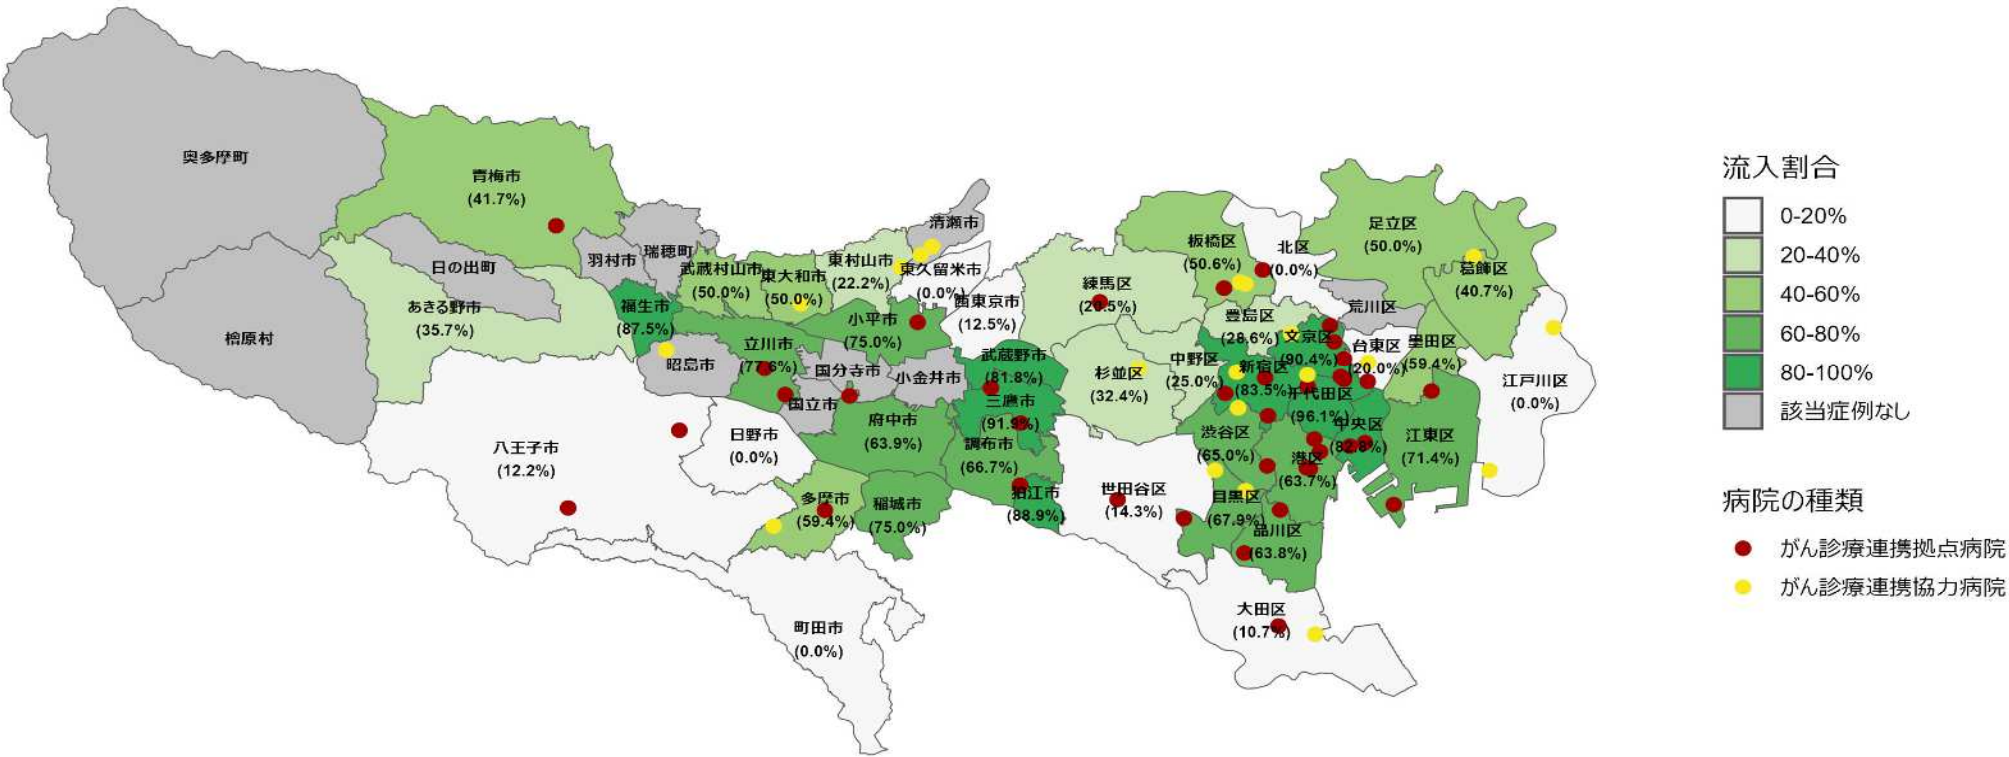 奥多摩町
青梅市
(41.7%)
檜原村
日の出町
あきる野市
(35.7%)
羽村市
瑞穂町
福生市
(87.5%)
武蔵村山市
(50.0%)
東大和市
(50.0%)
東村山市
(22.2%)
清瀬市
東久留米市
(0.0%)
西東京市
(12.5%)
小平市
(75.0%)
立川市
(77.6%)
昭島市
国分寺市
小金井市
国立市
武蔵野市
(81.8%)
三鷹市
(91.9%)
府中市
(63.9%)
調布市
(66.7%)
狛江市
(88.9%)
八王子市
(12.2%)
日野市
(0.0%)
多摩市
(59.4%)
稲城市
(75.0%)
町田市
(0.0%)
練馬区
(20.5%)
板橋区
(50.6%)
北区
(0.0%)
足立区
(50.0%)
葛飾区
(40.7%)
荒川区
豊島区
(28.6%)
文京区
(90.4%)
台東区
(20.0%)
墨田区
(59.4%)
江戸川区
(0.0%)
杉並区
(32.4%)
中野区
(25.0%)
新宿区
(83.5%)
千代田区
(96.1%)
中央区
(82.8%)
江東区
(71.4%)
渋谷区
(65.0%)
港区
(63.7%)
世田谷区
(14.3%)
目黒区
(67.9%)
品川区
(63.8%)
大田区
(10.7%)
流入割合
0-20%
20-40%
40-60%
60-80%
80-100%
該当症例なし
病院の種類
がん診療連携拠点病院
がん診療連携協力病院